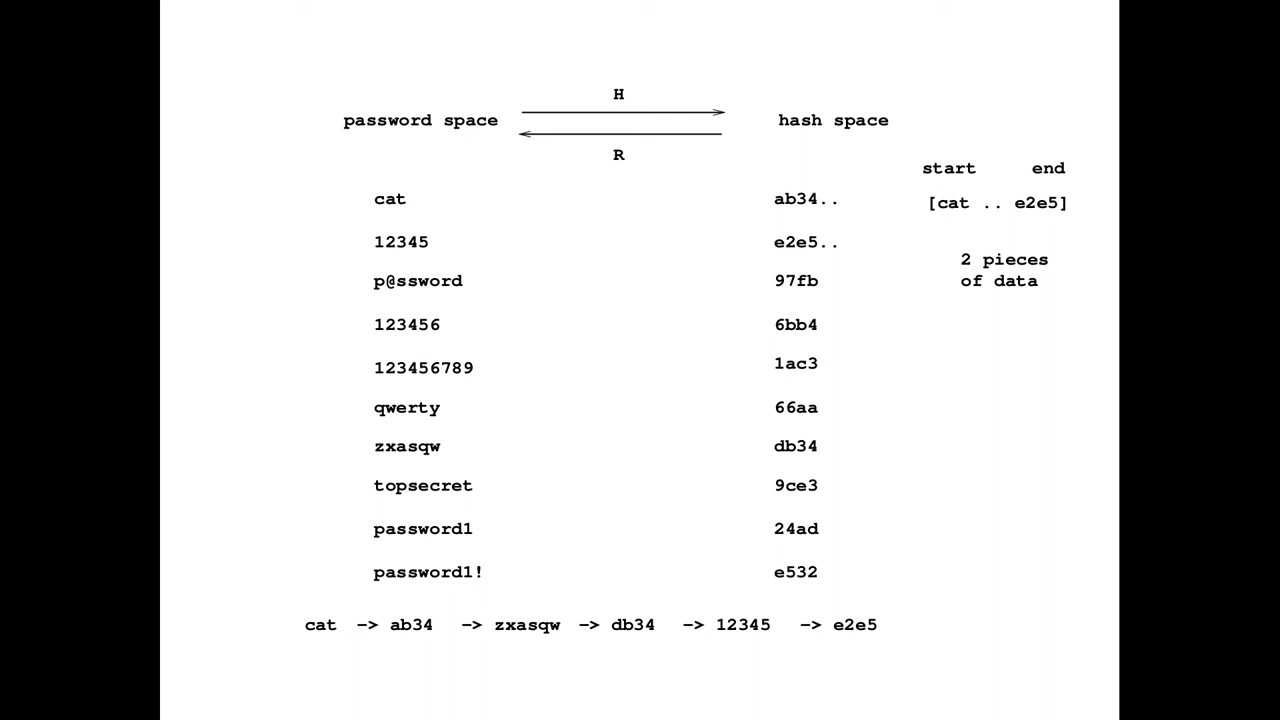 H
password space hash space
R
start end
cat ab34.. [cat .. e2e5]
12345 e2e5..
2 pieces
p@ssword 97fb of data
123456 6bb4
123456789 1ac3
qwerty 66aa
zxasqw db34
topsecret 9ce3
password1 24ad
password1! e532
cat -> ab34 -> zxasqw -> db34 -> 12345 -> e2e5